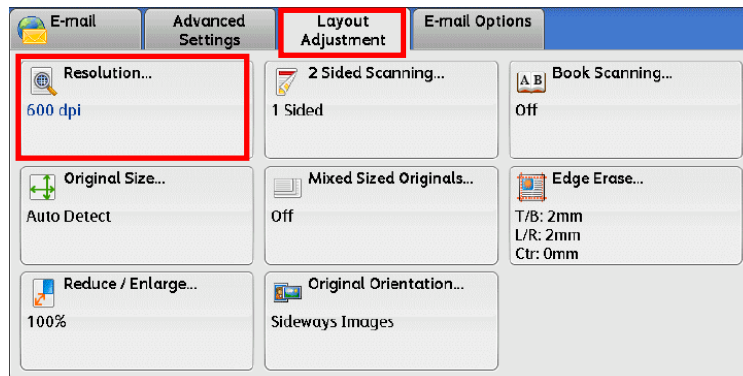 E-mail
Advanced
Settings
Layout
Adjustment
E-mail Options
Resolution...
600 dpi
2 Sided Scanning...
1 Sided
Book Scanning...
A B
Off
Original Size...
Auto Detect
Mixed Sized Originals...
Off
Edge Erase...
T/B: 2mm
L/R: 2mm
Ctr: 0mm
Reduce / Enlarge...
100%
Original Orientation...
Sideways Images